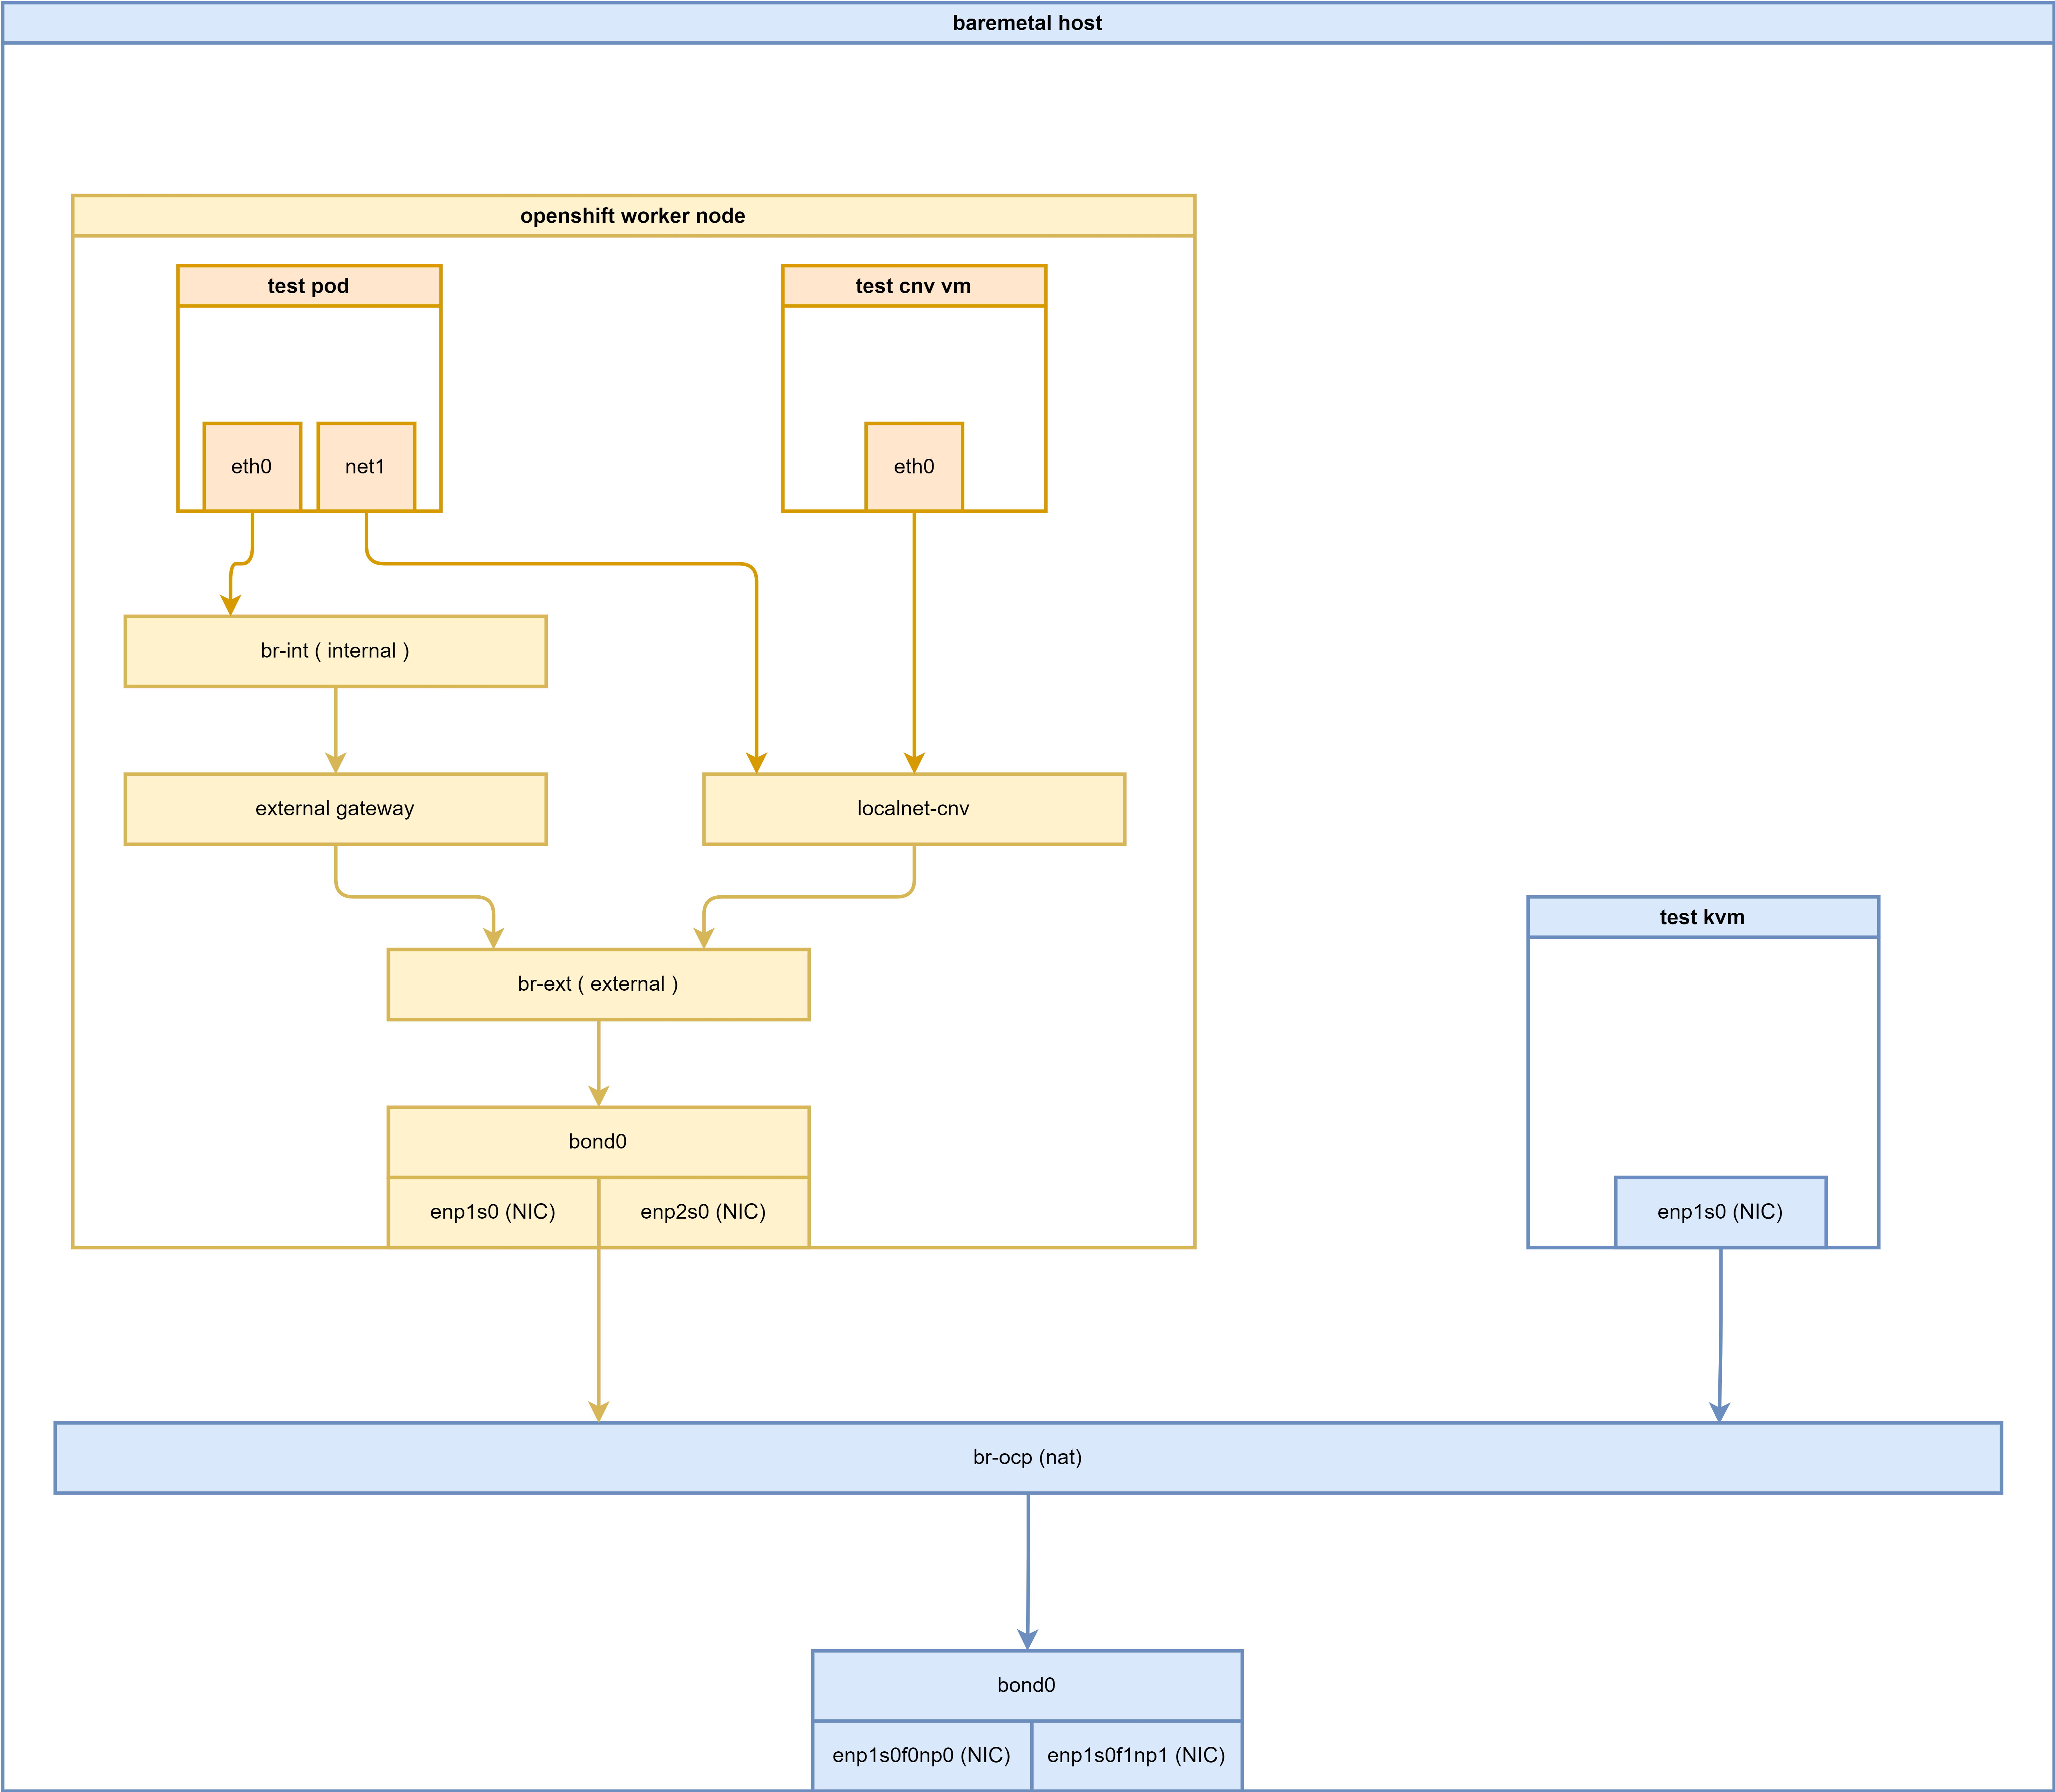 baremetal host
openshift worker node
test pod
test cnv vm
eth0
net1
eth0
br-int ( internal )
external gateway
localnet-cnv
test kvm
br-ext ( external )
bond0
enp1s0 (NIC)
enp2s0 (NIC)
enp1s0 (NIC)
br-ocp (nat)
bond0
enp1s0f0np0 (NIC)
enp1s0f1np1 (NIC)